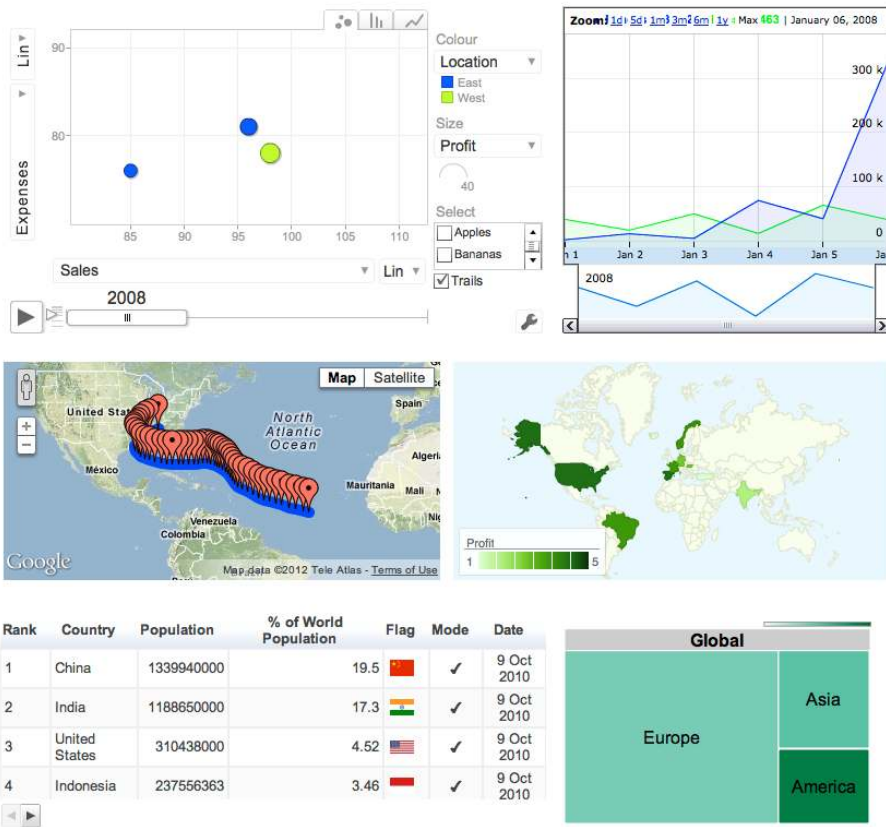 Lin
Expenses
90
80
85
95
90
100
105
110
Sales
Lin
2008
Colour
Location
East
West
Size
Profit
40
Select
Apples
Bananas
Trails
Zoom: 1d 5d 1m 3m 6m 1y Max 463 | January 06, 2008
300 k
200 k
100 k
0
Jan 2
Jan 3
Jan 4
Jan 5
2008
Map
Satellite
North
Atlantic
Ocean
Spain
México
Mauritania
Mali
Venezuela
Colombia
Google
Map data ©2012 Tele Atlas - Terms of Use
Profit
1
5
Rank Country Population % of World Population Flag Mode Date
1 China 1339940000 19.5 ✓ 9 Oct 2010
2 India 1188650000 17.3 ✓ 9 Oct 2010
3 United States 310438000 4.52 ✓ 9 Oct 2010
4 Indonesia 237556363 3.46 ✓ 9 Oct 2010
Global
Europe
Asia
America